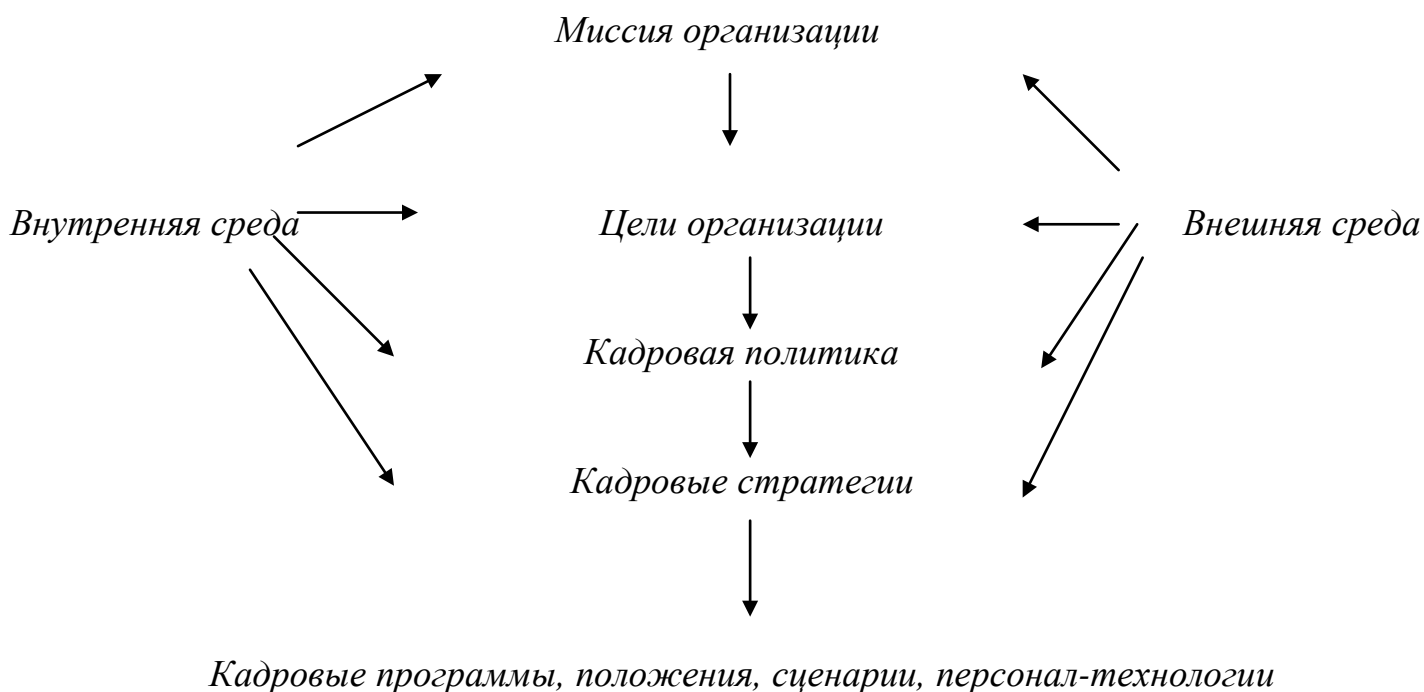 Миссия организации
Внутренняя среда
Цели организации
Внешняя среда
Кадровая политика
Кадровые стратегии
Кадровые программы, положения, сценарии, персонал-технологии